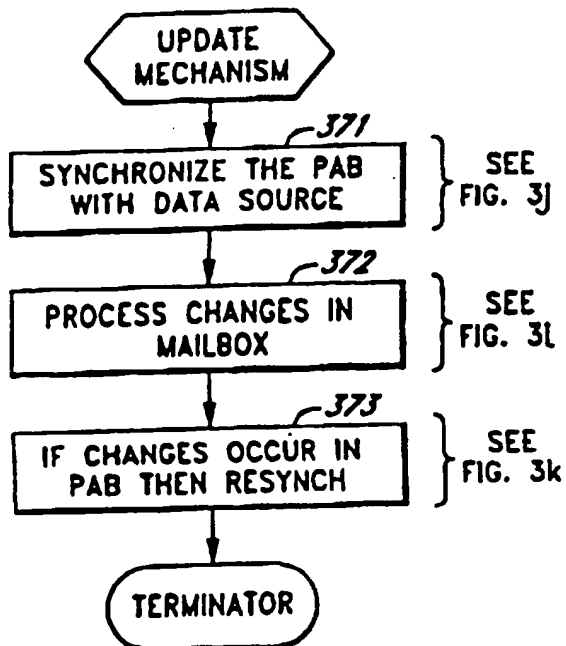 UPDATE
MECHANISM
371
SYNCHRONIZE THE PAB
WITH DATA SOURCE
SEE
FIG. 3j
372
PROCESS CHANGES IN
MAILBOX
SEE
FIG. 3l
373
IF CHANGES OCCUR IN
PAB THEN RESYNCH
SEE
FIG. 3k
TERMINATOR